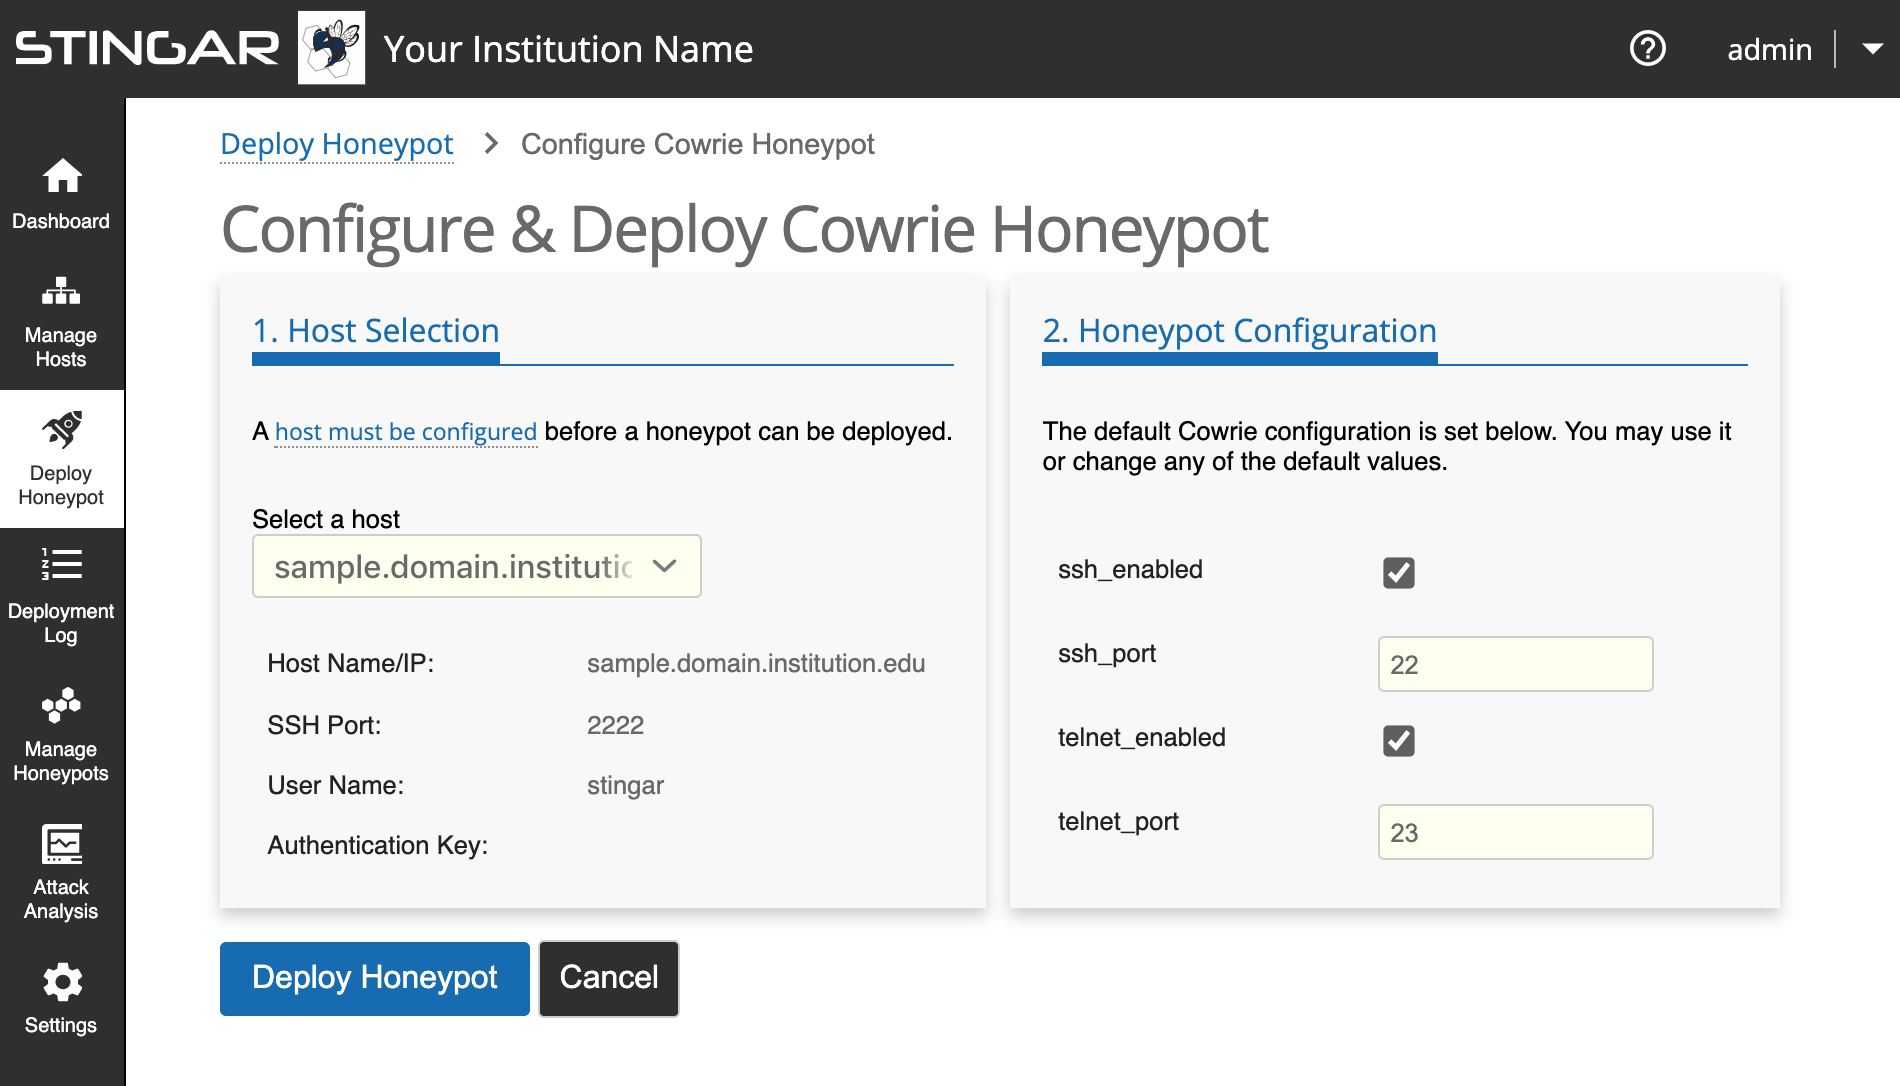 STINGAR
Your Institution Name
admin
Dashboard
Manage
Hosts
Deploy
Honeypot
Deployment
Log
Manage
Honeypots
Attack
Analysis
Settings
Deploy Honeypot > Configure Cowrie Honeypot
Configure & Deploy Cowrie Honeypot
1. Host Selection
A host must be configured before a honeypot can be deployed.
Select a host
sample.domain.institutio
Host Name/IP: sample.domain.institution.edu
SSH Port: 2222
User Name: stingar
Authentication Key:
2. Honeypot Configuration
The default Cowrie configuration is set below. You may use it
or change any of the default values.
ssh_enabled
ssh_port 22
telnet_enabled
telnet_port 23
Deploy Honeypot
Cancel